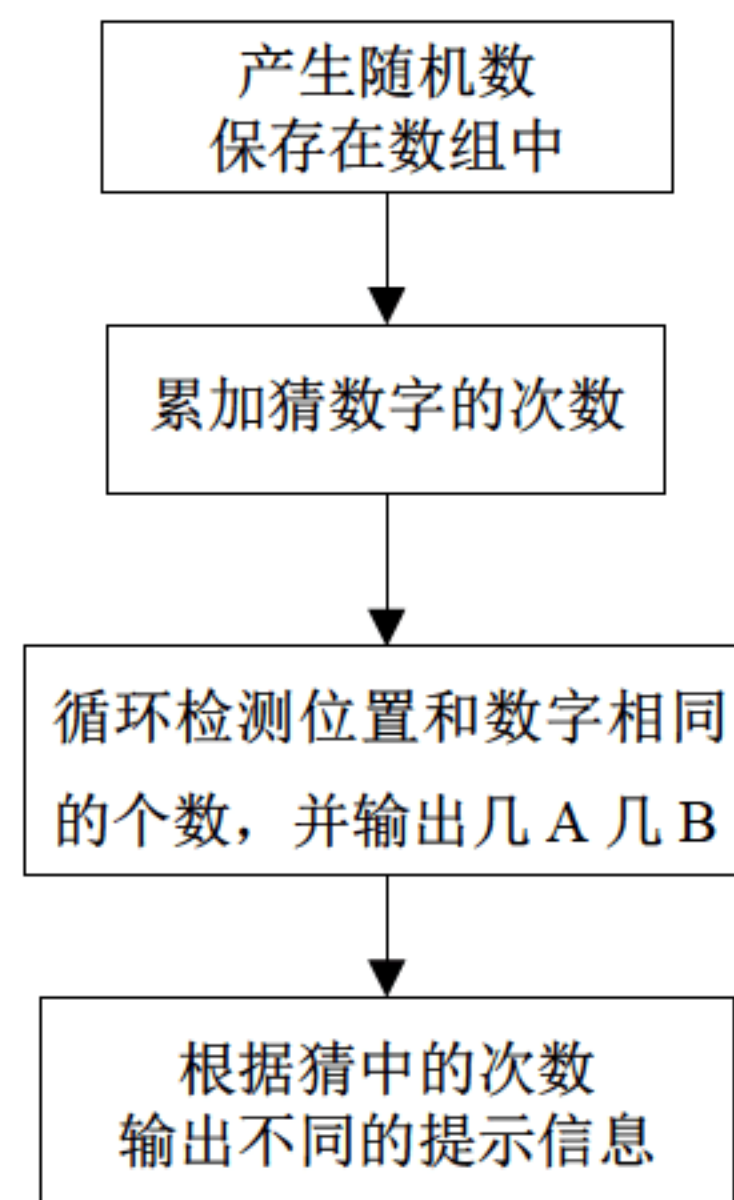 产生随机数
保存在数组中
累加猜数字的次数
循环检测位置和数字相同
的个数，并输出几 A 几 B
根据猜中的次数
输出不同的提示信息